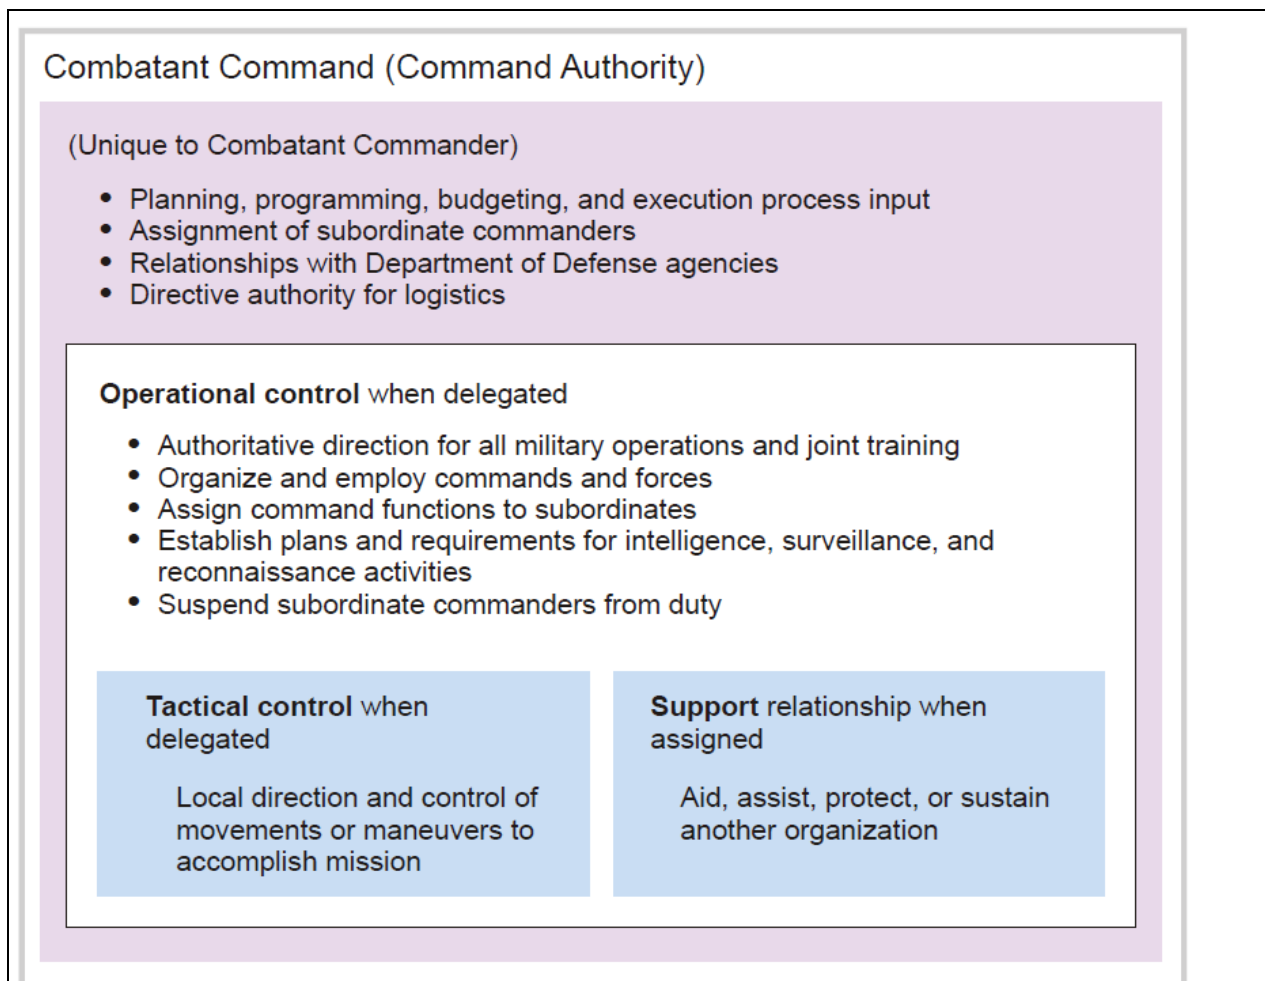 Combatant Command (Command Authority)
(Unique to Combatant Commander)
• Planning, programming, budgeting, and execution process input
• Assignment of subordinate commanders
• Relationships with Department of Defense agencies
• Directive authority for logistics
Operational control when delegated
• Authoritative direction for all military operations and joint training
• Organize and employ commands and forces
• Assign command functions to subordinates
• Establish plans and requirements for intelligence, surveillance, and
reconnaissance activities
• Suspend subordinate commanders from duty
Tactical control when
delegated
Local direction and control of
movements or maneuvers to
accomplish mission
Support relationship when
assigned
Aid, assist, protect, or sustain
another organization